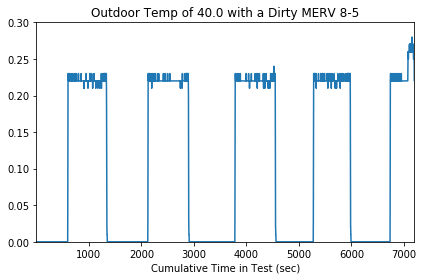 Outdoor Temp of 40.0 with a Dirty MERV 8-5
0.30
0.25
0.20
0.15
0.10
0.05
0.00
1000 2000 3000 4000 5000 6000 7000
Cumulative Time in Test (sec)